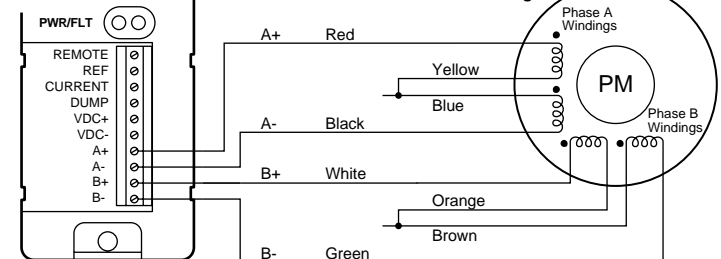 PWR/FLT
REMOTE
REF
CURRENT
DUMP
VDC+
VDC-
A+
A-
B+
B-
A+ Red
Yellow
Blue
A- Black
B+ White
Orange
Brown
B- Green
Phase A
Windings
PM
Phase B
Windings